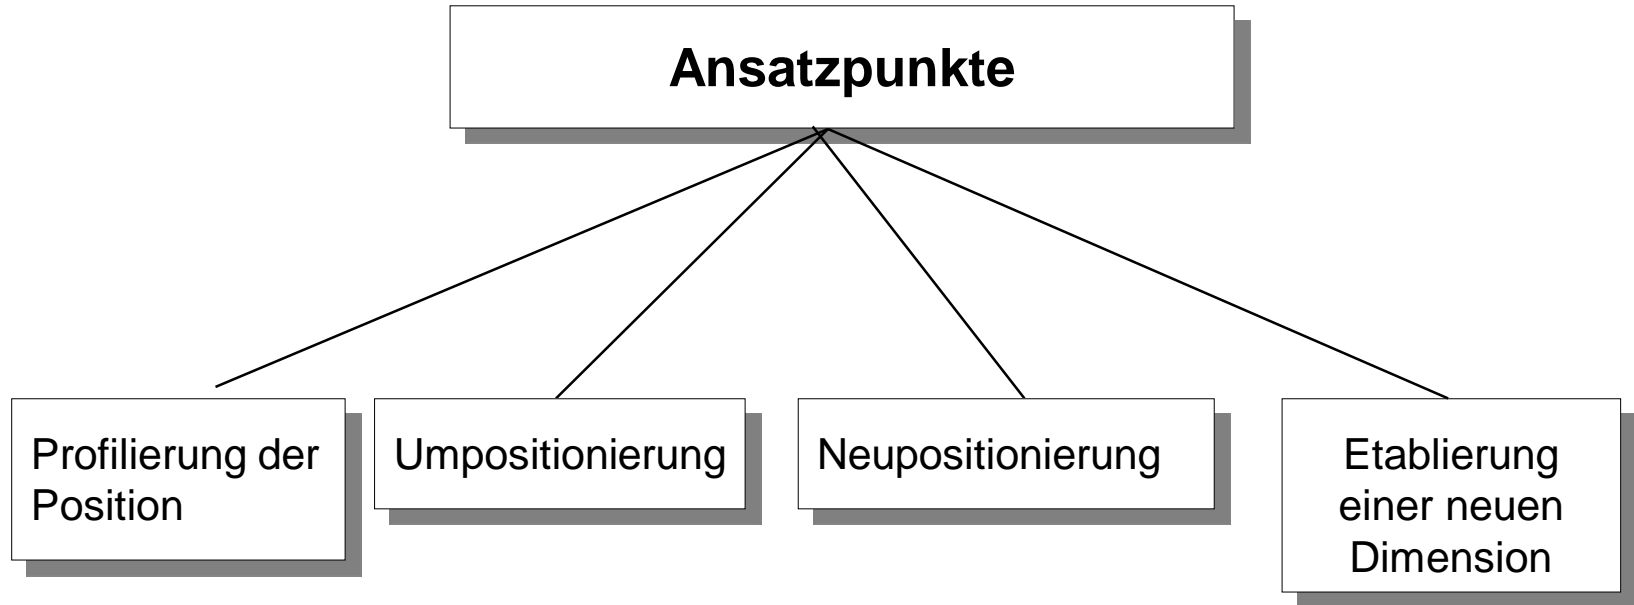 Ansatzpunkte
Profilierung der
Position
Umpositionierung
Neupositionierung
Etablierung
einer neuen
Dimension